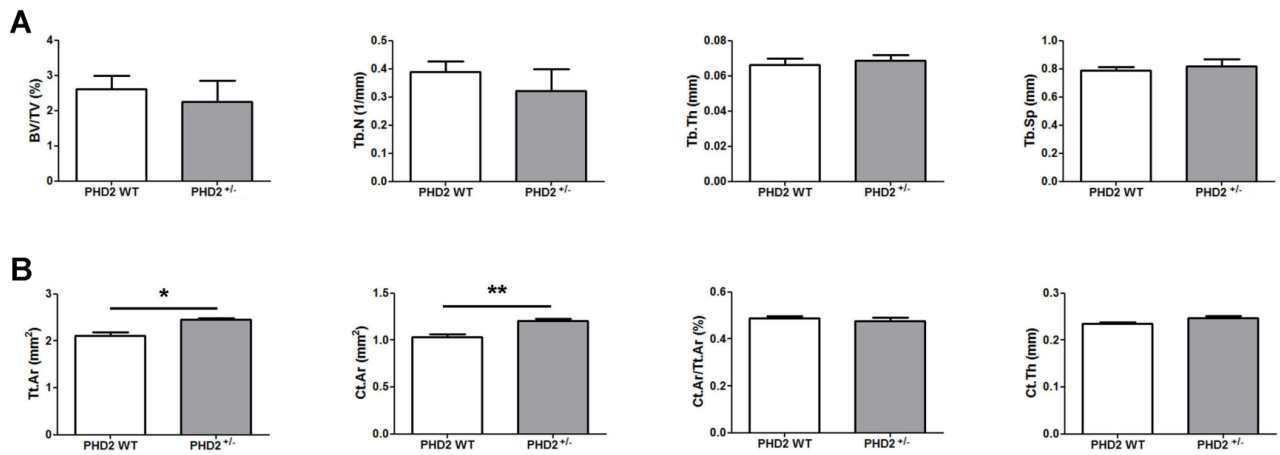 A
BV/TV (%)
4
3
2
1
0
PHD2 WT
PHD2 +/-
Tb.N (1/mm)
0.5
0.4
0.3
0.2
0.1
0.0
PHD2 WT
PHD2 +/-
Tb.Th (mm)
0.08
0.06
0.04
0.02
0.00
PHD2 WT
PHD2 +/-
Tb.Sp (mm)
1.0
0.8
0.6
0.4
0.2
0.0
PHD2 WT
PHD2 +/-
B
Tt.Ar (mm²)
3
2
1
0
*
PHD2 WT
PHD2 +/-
Ct.Ar (mm²)
1.5
1.0
0.5
0.0
**
PHD2 WT
PHD2 +/-
Ct.Ar/Tt.Ar (%)
0.6
0.4
0.2
0.0
PHD2 WT
PHD2 +/-
Ct.Th (mm)
0.3
0.2
0.1
0.0
PHD2 WT
PHD2 +/-